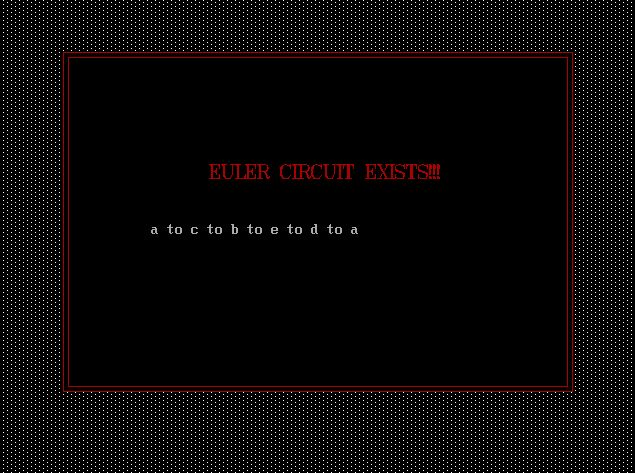 EULER CIRCUIT EXISTS!!!
a to c to b to e to d to a